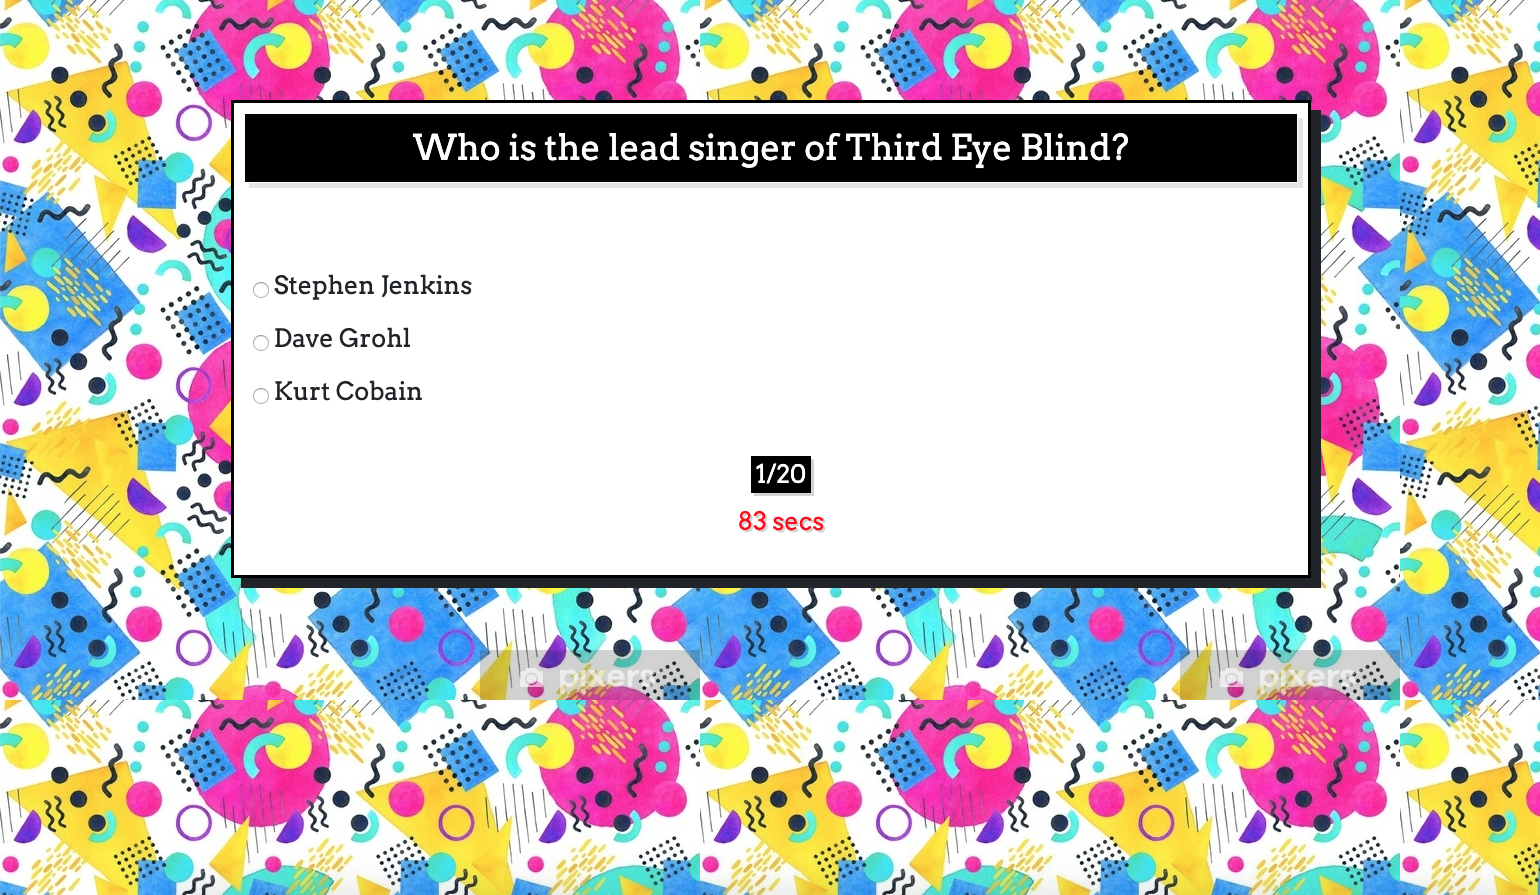 Who is the lead singer of Third Eye Blind?
Stephen Jenkins
Dave Grohl
Kurt Cobain
1/20
83 secs
@ pixers
@ pixers